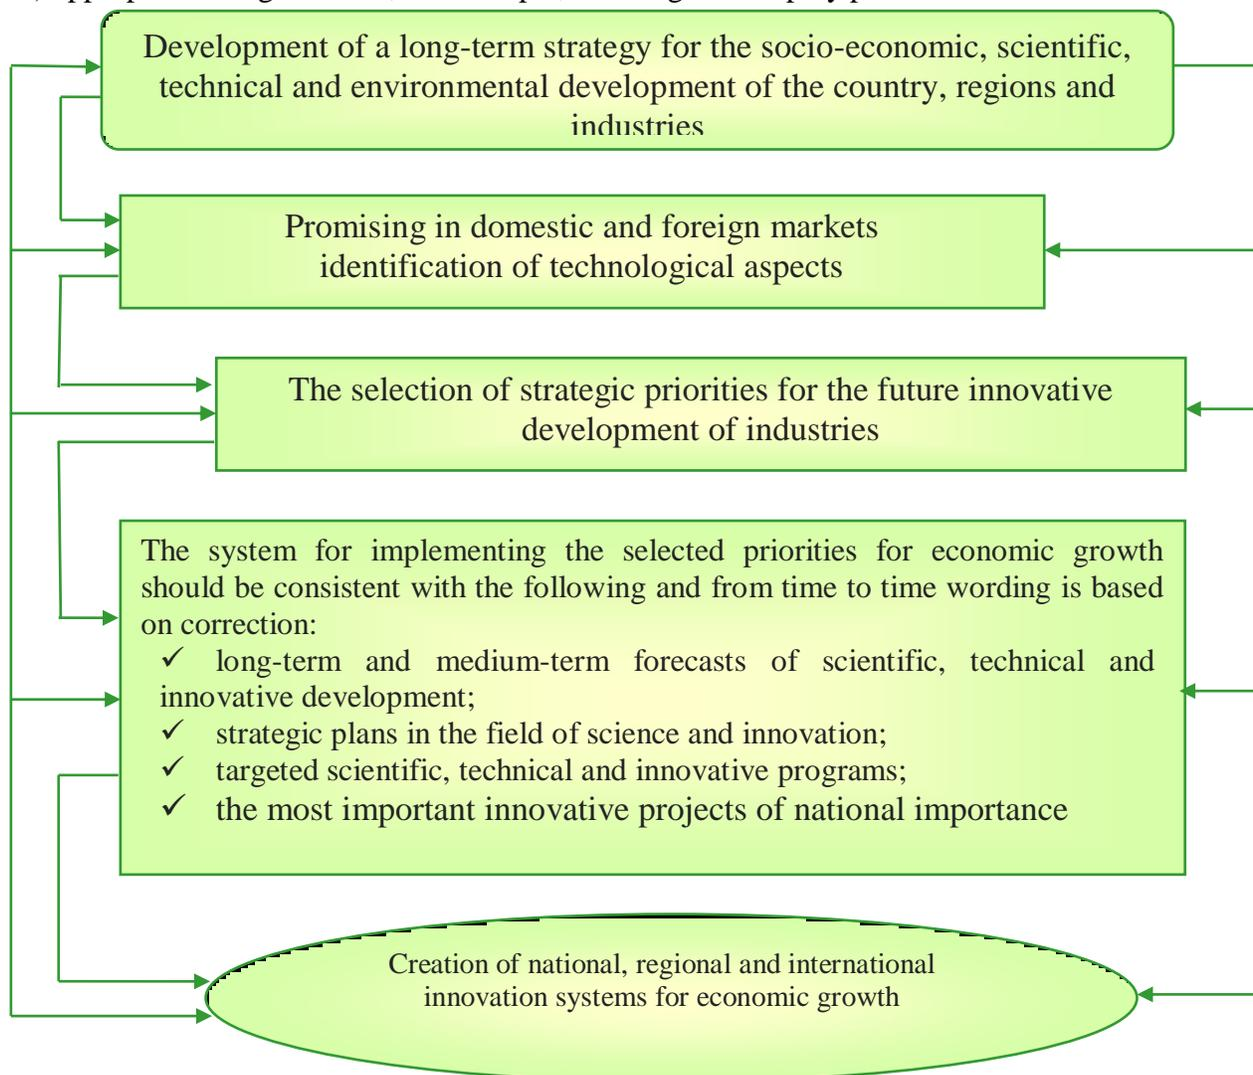 Development of a long-term strategy for the socio-economic, scientific,
technical and environmental development of the country, regions and
industries
Promising in domestic and foreign markets
identification of technological aspects
The selection of strategic priorities for the future innovative
development of industries
The system for implementing the selected priorities for economic growth
should be consistent with the following and from time to time wording is based
on correction:
✓ long-term and medium-term forecasts of scientific, technical and
innovative development;
✓ strategic plans in the field of science and innovation;
✓ targeted scientific, technical and innovative programs;
✓ the most important innovative projects of national importance
Creation of national, regional and international
innovation systems for economic growth